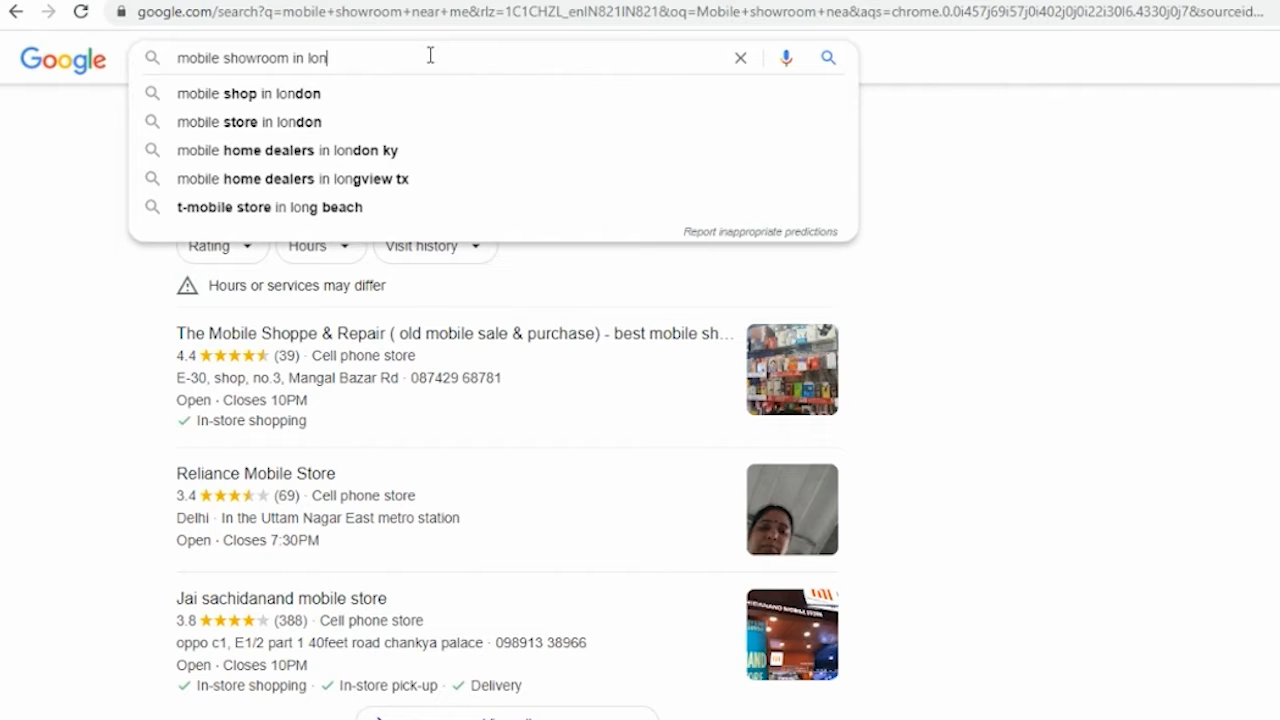 google.com/search?q=mobile+showroom+near+me&rlz=1C1CHZL_enIN821IN821&oq=Mobile+showroom+nea&aqs=chrome.0.0i457j69i57j0i402j0j0i22i30l6.4330j0j7&sourceid...
Google
mobile showroom in lon
mobile shop in london
mobile store in london
mobile home dealers in london ky
mobile home dealers in longview tx
t-mobile store in long beach
Report inappropriate predictions
Rating Hours Visit history
Hours or services may differ
The Mobile Shoppe & Repair ( old mobile sale & purchase) - best mobile sh...
4.4 (39) · Cell phone store
E-30, shop, no.3, Mangal Bazar Rd · 087429 68781
Open · Closes 10PM
In-store shopping
Reliance Mobile Store
3.4 (69) · Cell phone store
Delhi · In the Uttam Nagar East metro station
Open · Closes 7:30PM
Jai sachidanand mobile store
3.8 (388) · Cell phone store
oppo c1, E1/2 part 1 40feet road chankya palace · 098913 38966
Open · Closes 10PM
In-store shopping · In-store pick-up · Delivery